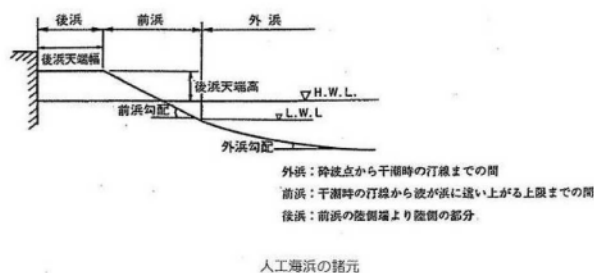 後浜 前浜 外浜
後浜天端幅
後浜天端高
H.W.L.
前浜勾配
L.W.L
外浜勾配
外浜：砕波点から干潮時の汀線までの間
前浜：干潮時の汀線から波が浜に遡い上がる上限までの間
後浜：前浜の陸側端より陸側の部分
人工海浜の諸元